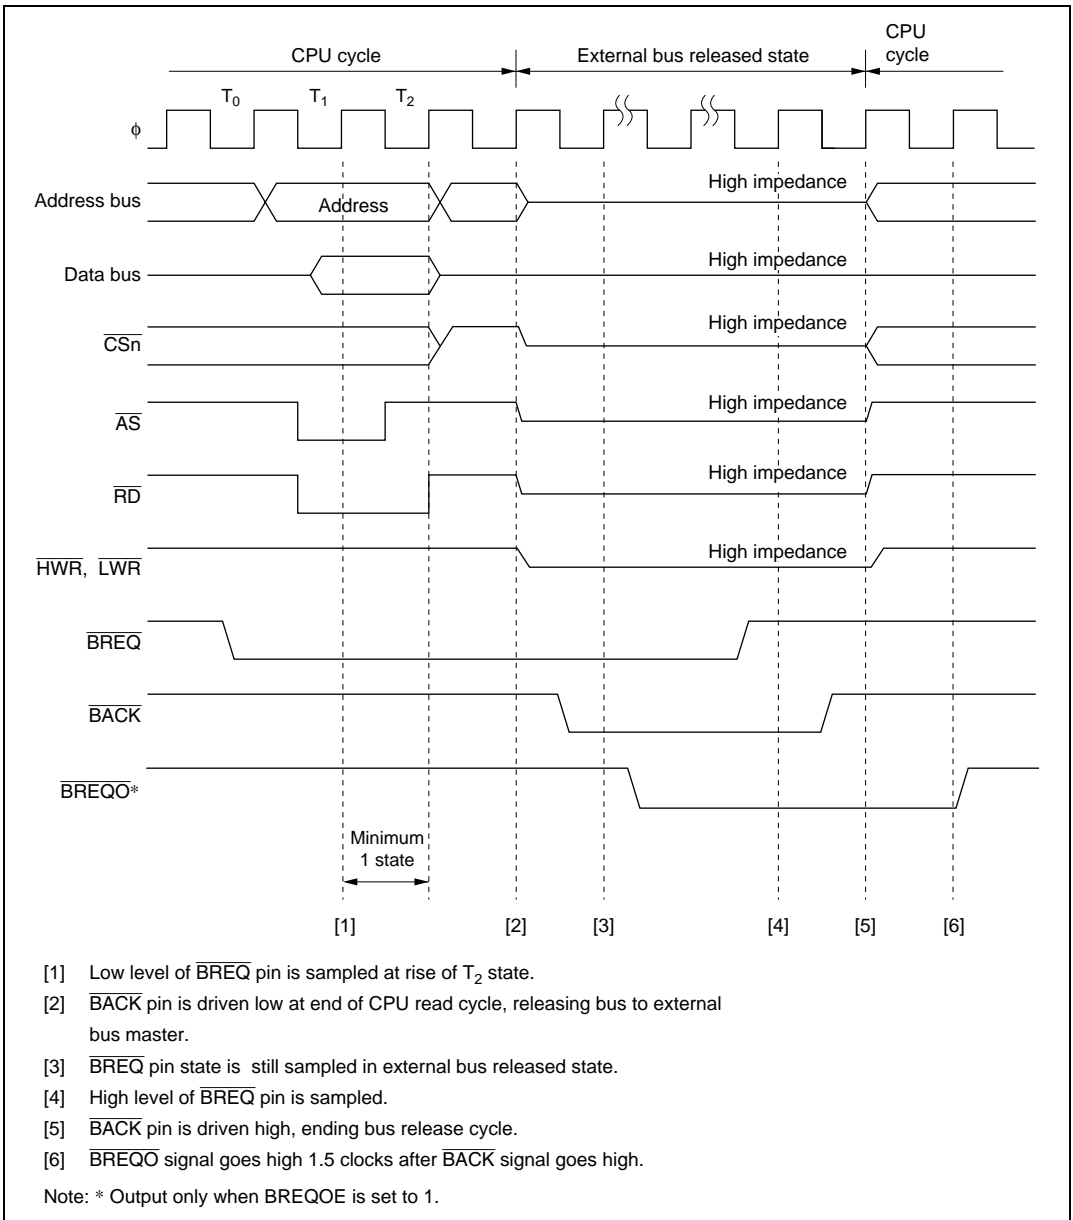 CPU cycle
External bus released state
CPU
cycle
T0
T1
T2
ϕ
Address bus
Address
High impedance
Data bus
High impedance
CSn
High impedance
AS
High impedance
RD
High impedance
HWR, LWR
High impedance
BREQ
BACK
BREQO*
Minimum
1 state
[1] [2] [3] [4] [5] [6]
[1] Low level of BREQ pin is sampled at rise of T2 state.
[2] BACK pin is driven low at end of CPU read cycle, releasing bus to external
bus master.
[3] BREQ pin state is still sampled in external bus released state.
[4] High level of BREQ pin is sampled.
[5] BACK pin is driven high, ending bus release cycle.
[6] BREQO signal goes high 1.5 clocks after BACK signal goes high.
Note: * Output only when BREQOE is set to 1.